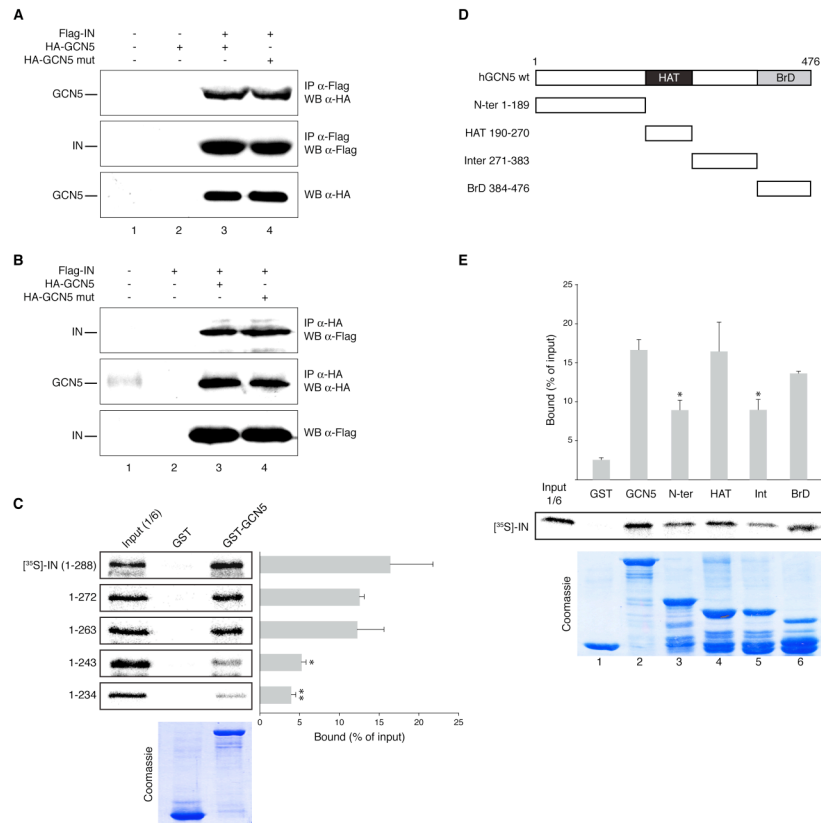 A
Flag-IN - - + +
HA-GCN5 - + + -
HA-GCN5 mut - - - +
GCN5
IP α-Flag
WB α-HA
IN
IP α-Flag
WB α-Flag
GCN5
WB α-HA
1 2 3 4
B
Flag-IN - + + +
HA-GCN5 - - + -
HA-GCN5 mut - - - +
IN
IP α-HA
WB α-Flag
GCN5
IP α-HA
WB α-HA
IN
WB α-Flag
1 2 3 4
C
Input (1/6) GST GST-GCN5
[³⁵S]-IN (1-288)
1-272
1-263
1-243 *
1-234 **
0 5 10 15 20 25
Bound (% of input)
Coomassie
D
1 476
hGCN5 wt HAT BrD
N-ter 1-189
HAT 190-270
Inter 271-383
BrD 384-476
E
25
20
15
10
5
Bound (% of input)
* *
Input
1/6
GST GCN5 N-ter HAT Int BrD
[³⁵S]-IN
Coomassie
1 2 3 4 5 6